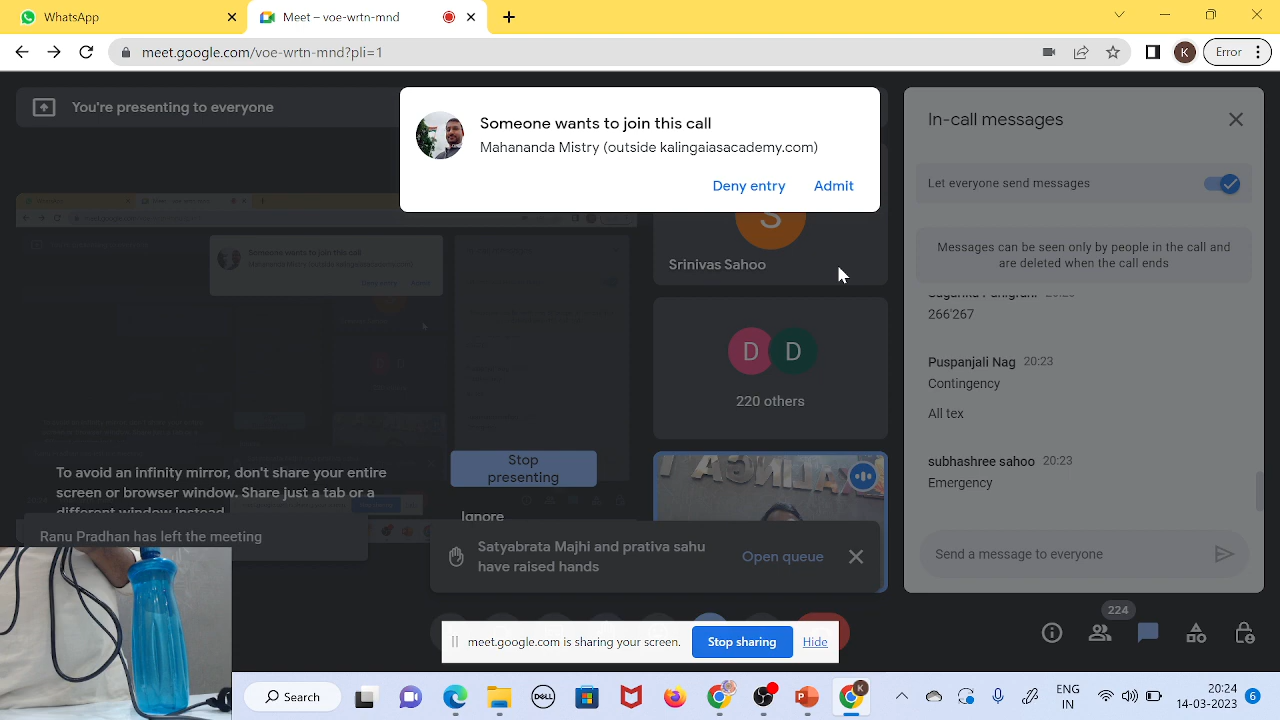 WhatsApp
Meet – voe-wrtn-mnd
meet.google.com/voe-wrtn-mnd?pli=1
K
Error
You're presenting to everyone
Someone wants to join this call
Mahananda Mistry (outside kalingaiasacademy.com)
Deny entry
Admit
In-call messages
Let everyone send messages
Messages can be seen only by people in the call and
are deleted when the call ends
266'267
Puspanjali Nag 20:23
Contingency
All tex
subhashree sahoo 20:23
Emergency
Send a message to everyone
S
Srinivas Sahoo
D D
220 others
Stop
presenting
Ignore
To avoid an infinity mirror, don't share your entire
screen or browser window. Share just a tab or a
different window instead.
Ranu Pradhan has left the meeting
Satyabrata Majhi and prativa sahu
have raised hands
Open queue
224
meet.google.com is sharing your screen.
Stop sharing
Hide
Search
DELL
K
ENG
IN
20:24
14-03-2023
6